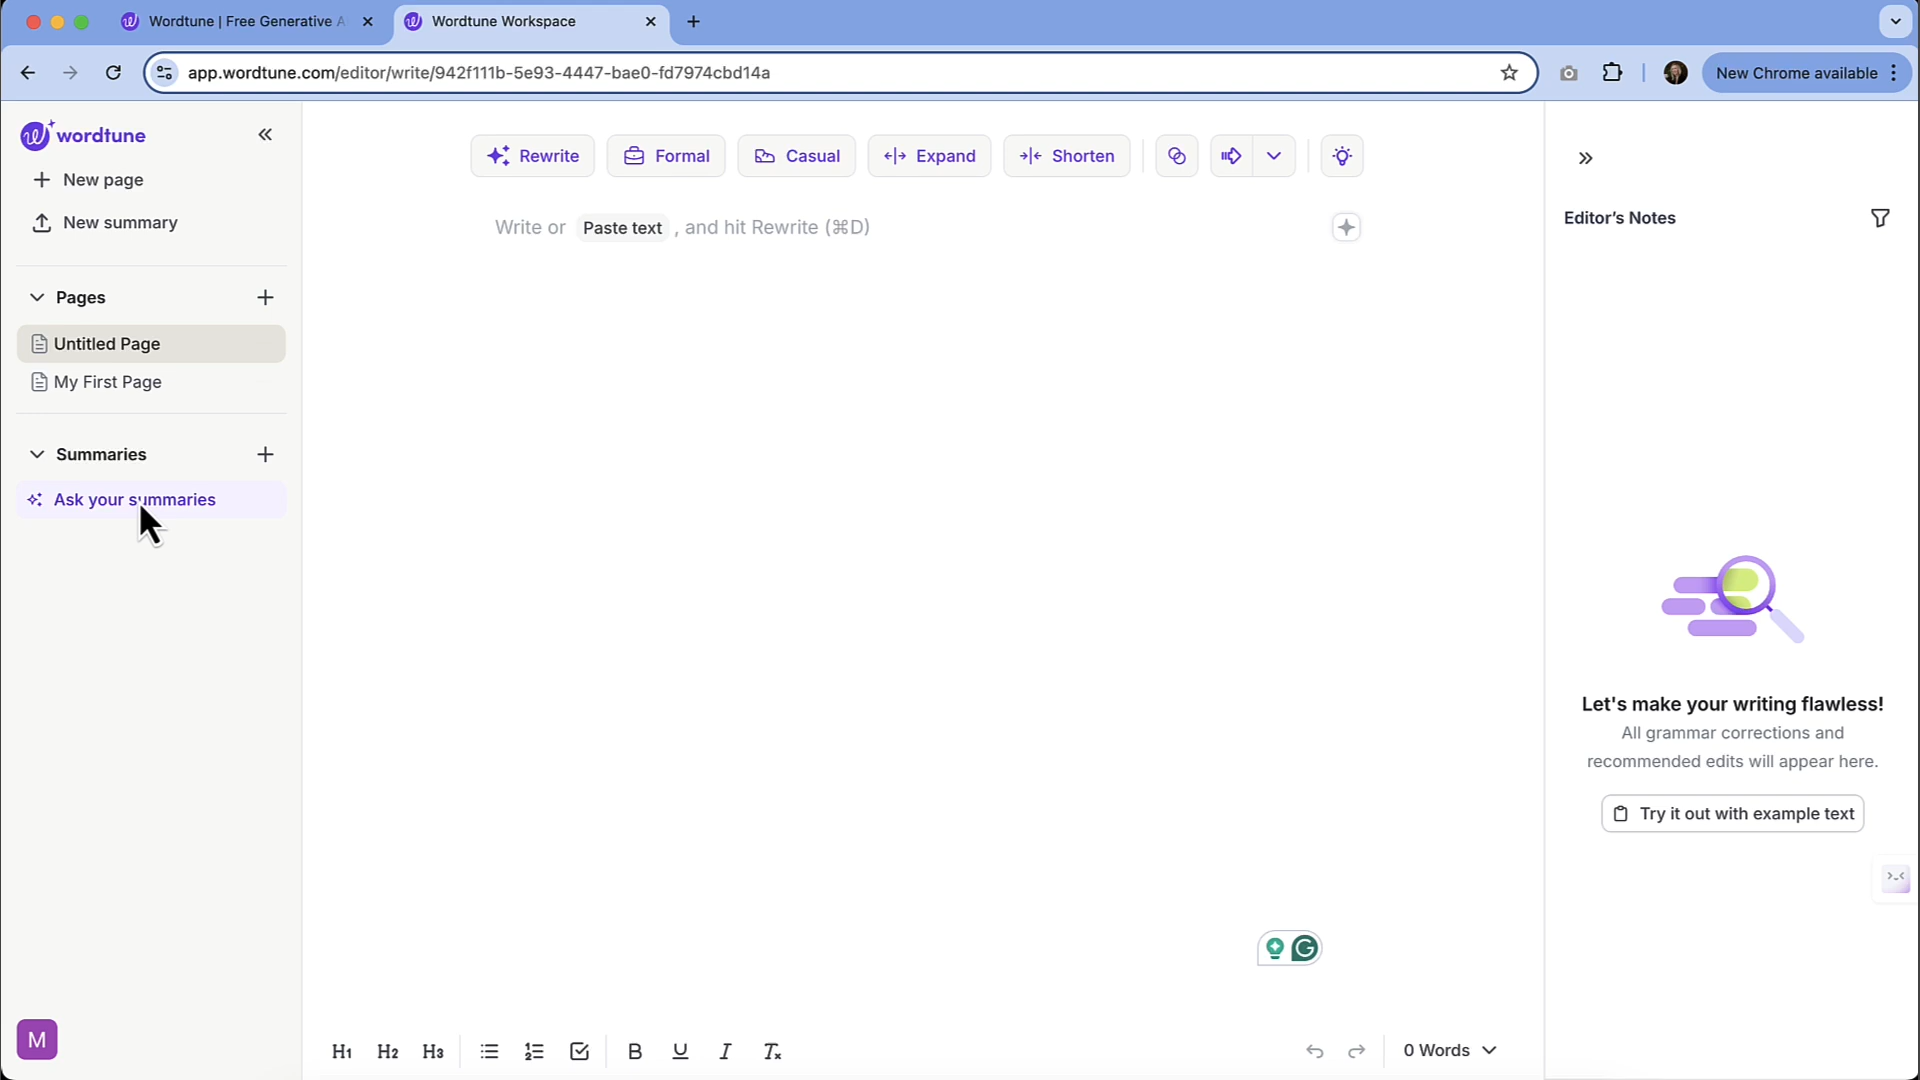 Wordtune | Free Generative A
Wordtune Workspace
app.wordtune.com/editor/write/942f111b-5e93-4447-bae0-fd7974cbd14a
New Chrome available
wordtune
New page
New summary
Pages
Untitled Page
My First Page
Summaries
Ask your summaries
M
Rewrite
Formal
Casual
Expand
Shorten
Write or Paste text , and hit Rewrite (⌘D)
H1 H2 H3
B U I Tx
0 Words
Editor's Notes
Let's make your writing flawless!
All grammar corrections and
recommended edits will appear here.
Try it out with example text